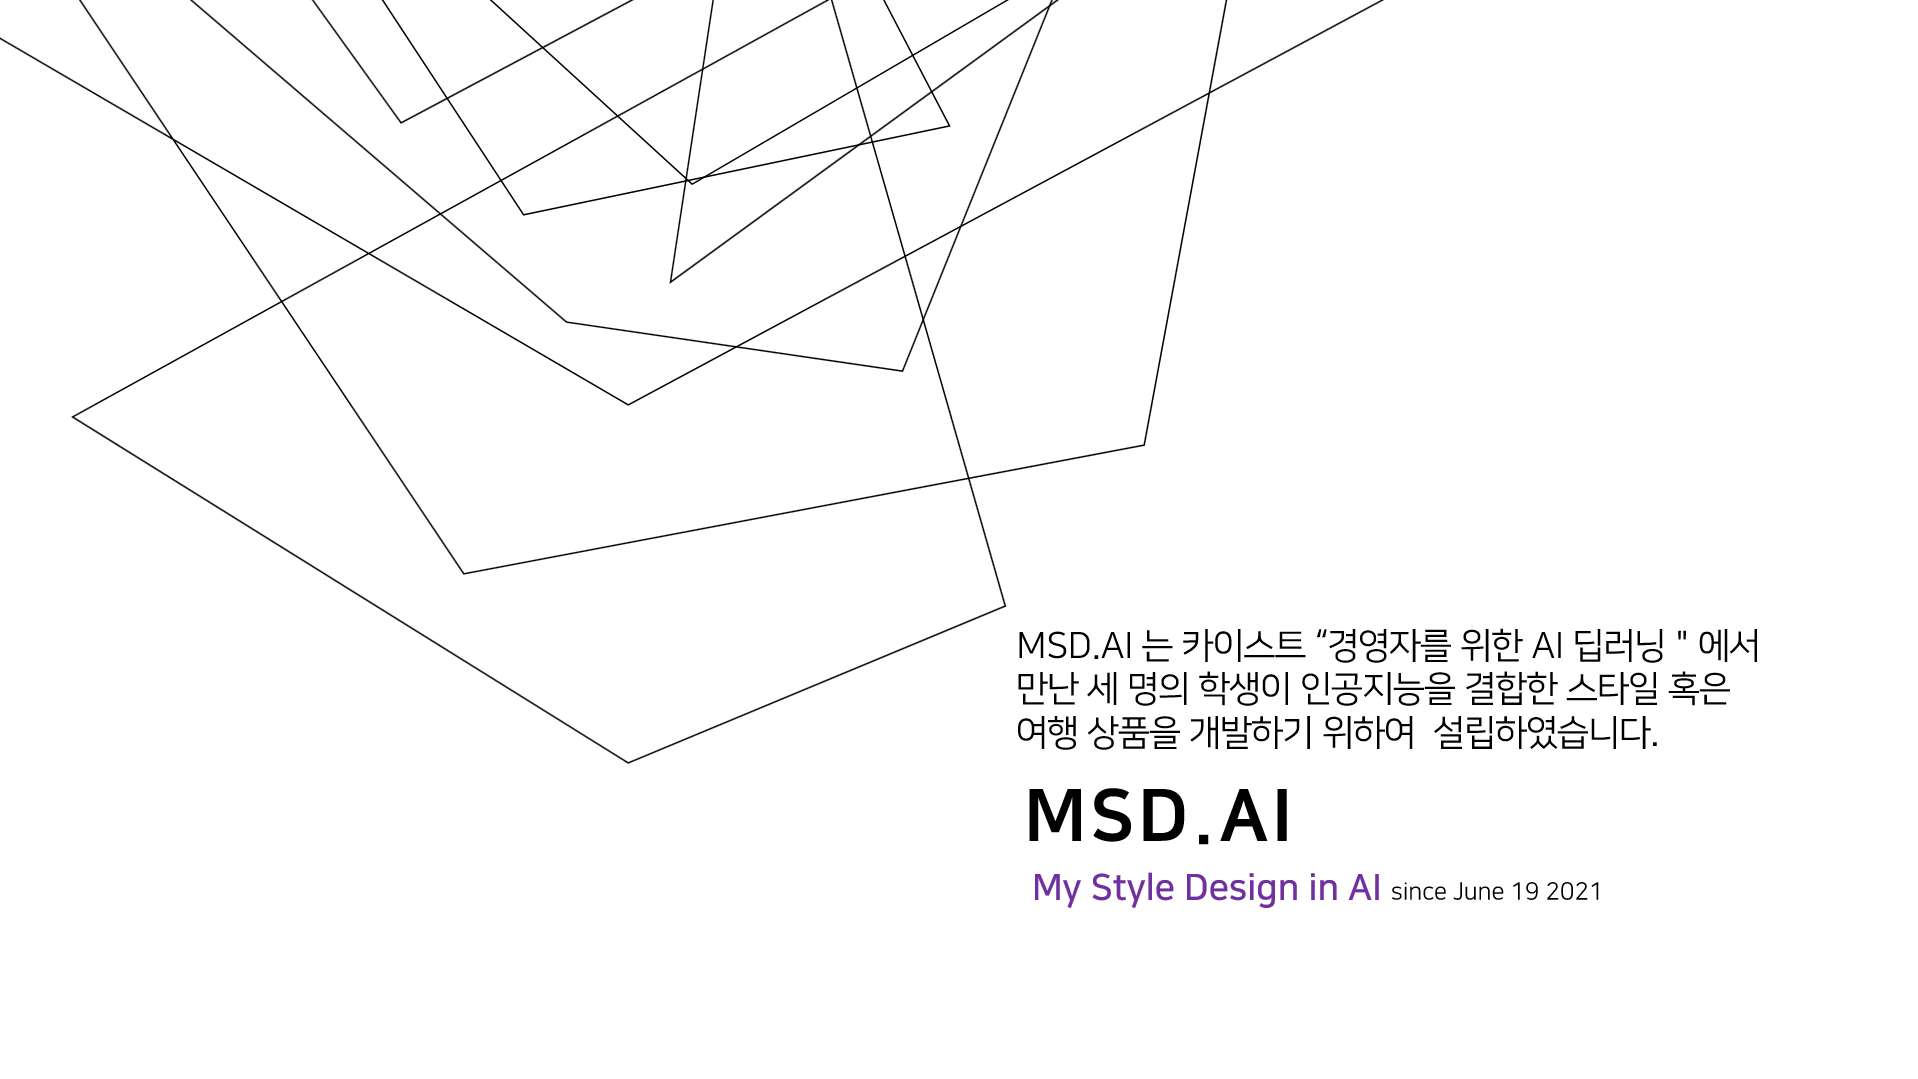 MSD.AI 는 카이스트 “경영자를 위한 AI 딥러닝 " 에서
만난 세 명의 학생이 인공지능을 결합한 스타일 혹은
여행 상품을 개발하기 위하여  설립하였습니다.
MSD.AI
My Style Design in AI since June 19 2021